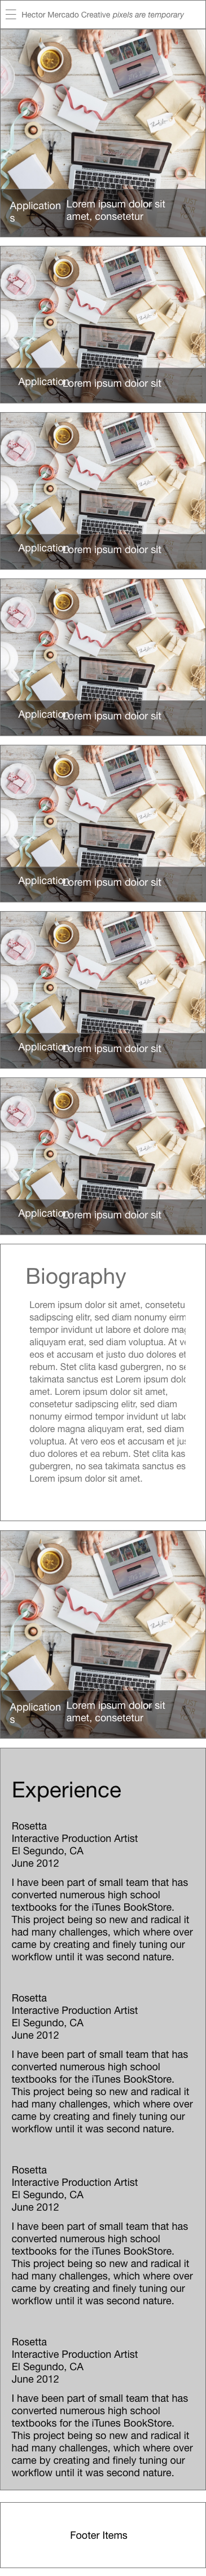 Hector Mercado Creative pixels are temporary
Application
s
Lorem ipsum dolor sit
amet, consetetur
Application
Lorem ipsum dolor sit
Application
Lorem ipsum dolor sit
Application
Lorem ipsum dolor sit
Application
Lorem ipsum dolor sit
Application
Lorem ipsum dolor sit
Application
Lorem ipsum dolor sit
Biography
Lorem ipsum dolor sit amet, consetetu
sadipscing elitr, sed diam nonumy eirm
tempor invidunt ut labore et dolore mag
aliquyam erat, sed diam voluptua. At ve
eos et accusam et justo duo dolores et
rebum. Stet clita kasd gubergren, no se
takimata sanctus est Lorem ipsum dolo
amet. Lorem ipsum dolor sit amet,
consetetur sadipscing elitr, sed diam
nonumy eirmod tempor invidunt ut labo
dolore magna aliquyam erat, sed diam
voluptua. At vero eos et accusam et jus
duo dolores et ea rebum. Stet clita kas
gubergren, no sea takimata sanctus es
Lorem ipsum dolor sit amet.
Application
s
Lorem ipsum dolor sit
amet, consetetur
Experience
Rosetta
Interactive Production Artist
El Segundo, CA
June 2012
I have been part of small team that has
converted numerous high school
textbooks for the iTunes BookStore.
This project being so new and radical it
had many challenges, which where over
came by creating and finely tuning our
workflow until it was second nature.
Rosetta
Interactive Production Artist
El Segundo, CA
June 2012
I have been part of small team that has
converted numerous high school
textbooks for the iTunes BookStore.
This project being so new and radical it
had many challenges, which where over
came by creating and finely tuning our
workflow until it was second nature.
Rosetta
Interactive Production Artist
El Segundo, CA
June 2012
I have been part of small team that has
converted numerous high school
textbooks for the iTunes BookStore.
This project being so new and radical it
had many challenges, which where over
came by creating and finely tuning our
workflow until it was second nature.
Rosetta
Interactive Production Artist
El Segundo, CA
June 2012
I have been part of small team that has
converted numerous high school
textbooks for the iTunes BookStore.
This project being so new and radical it
had many challenges, which where over
came by creating and finely tuning our
workflow until it was second nature.
Footer Items